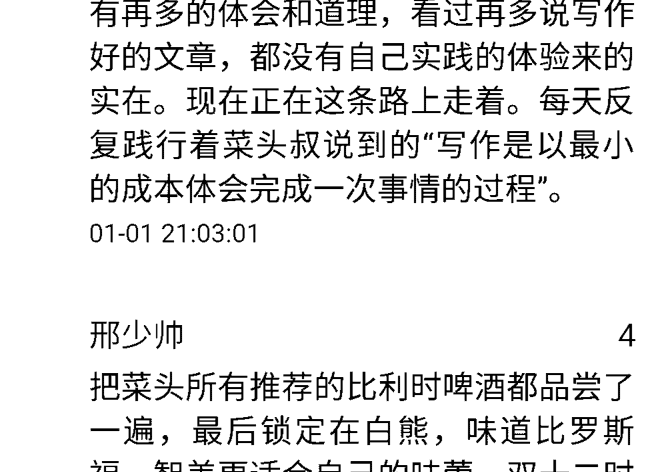 有再多的体会和道理，看过再多说写作
好的文章，都没有自己实践的体验来的
实在。现在正在这条路上走着。每天反
复践行着菜头叔说到的“写作是以最小
的成本体会完成一次事情的过程”。
01-01 21:03:01
邢少帅 4
把菜头所有推荐的比利时啤酒都品尝了
一遍，最后锁定在白熊，味道比罗斯
福、智美更适合自己的味蕾。双十二时